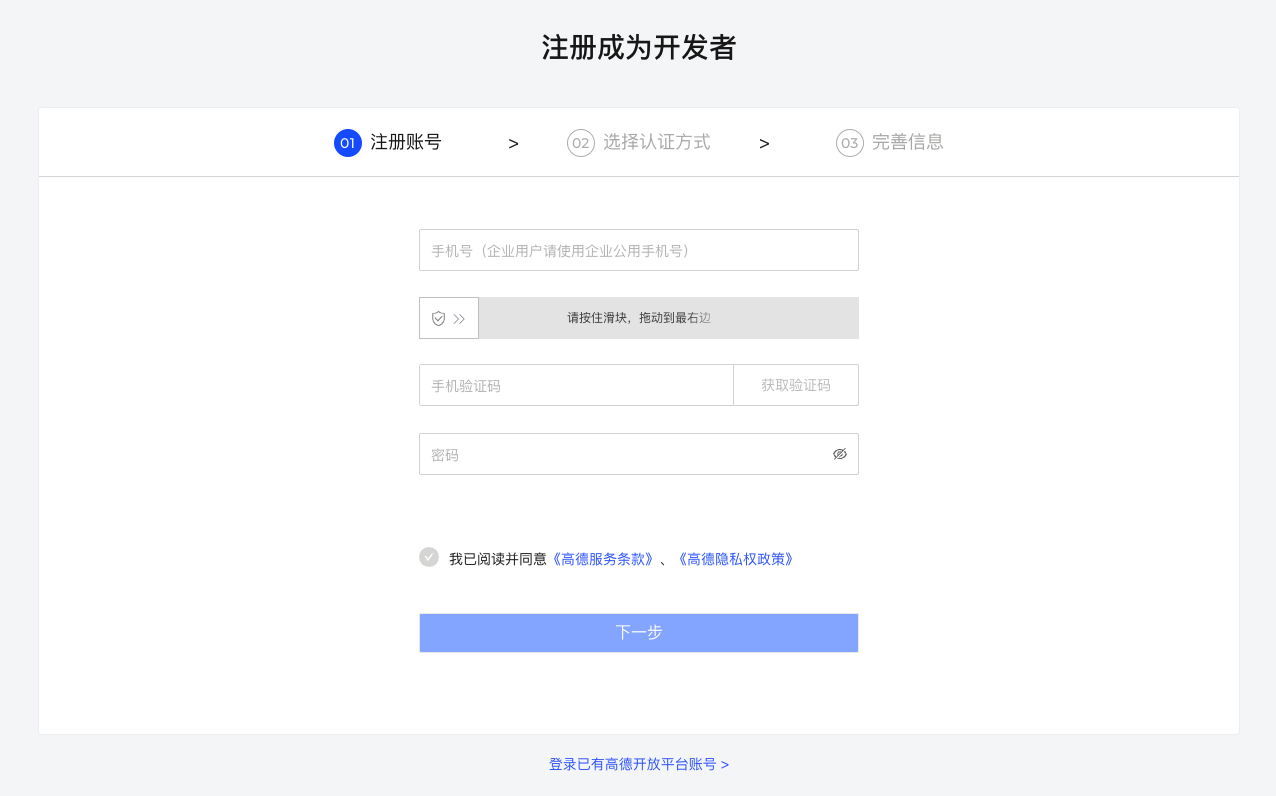 注册成为开发者
01 注册账号 > 02 选择认证方式 > 03 完善信息
手机号（企业用户请使用企业公用手机号）
请按住滑块，拖动到最右边
手机验证码 获取验证码
密码
我已阅读并同意《高德服务条款》、《高德隐私权政策》
下一步
登录已有高德开放平台账号 >